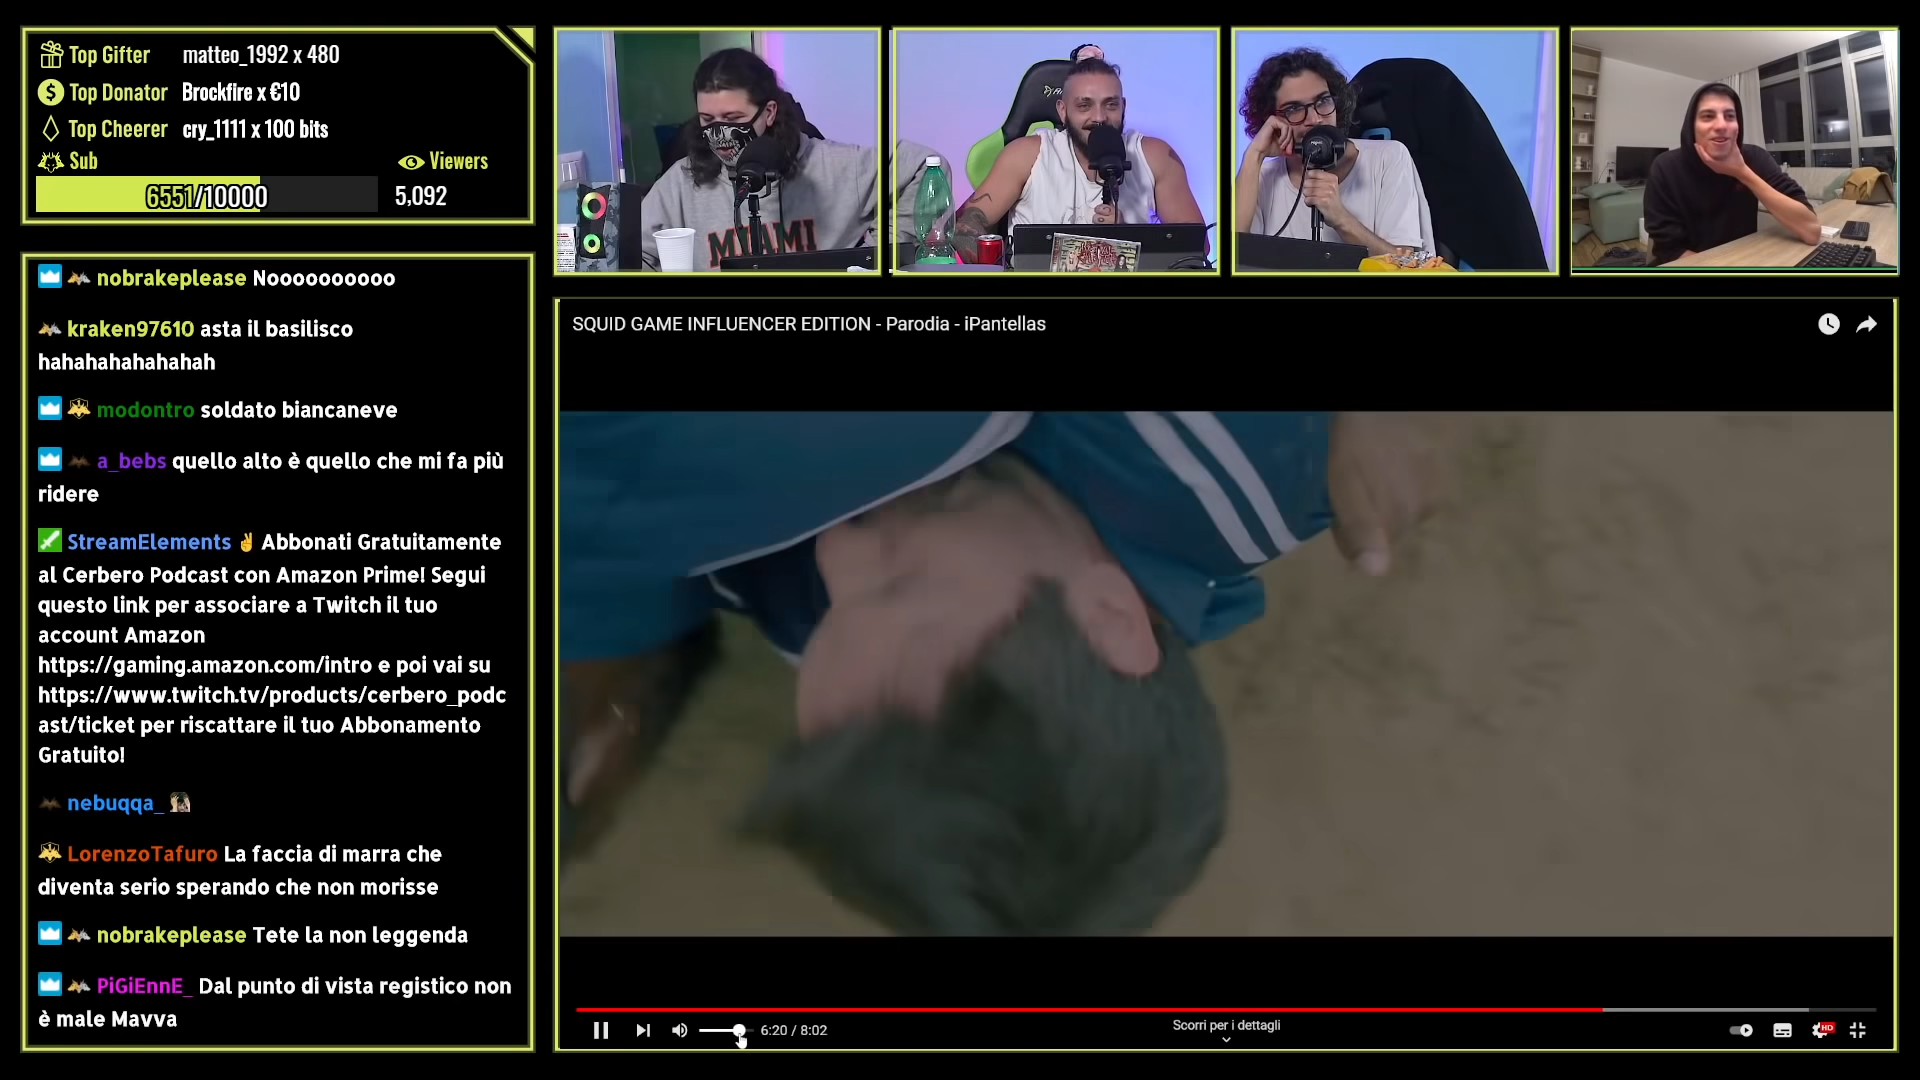 Top Gifter matteo_1992 x 480
Top Donator Brockfire x €10
Top Cheerer cry_1111 x 100 bits
Sub Viewers
6551/10000 5,092
nobrakeplease Noooooooooo
kraken97610 asta il basilisco
hahahahahahahah
modontro soldato biancaneve
a_bebs quello alto è quello che mi fa più
ridere
StreamElements ✌ Abbonati Gratuitamente
al Cerbero Podcast con Amazon Prime! Segui
questo link per associare a Twitch il tuo
account Amazon
https://gaming.amazon.com/intro e poi vai su
https://www.twitch.tv/products/cerbero_podc
ast/ticket per riscattare il tuo Abbonamento
Gratuito!
nebuqqa_
LorenzoTafuro La faccia di marra che
diventa serio sperando che non morisse
nobrakeplease Tete la non leggenda
PiGiEnnE_ Dal punto di vista registico non
è male Mavva
MIAMI
SQUID GAME INFLUENCER EDITION - Parodia - iPantellas
6:20 / 8:02
Scorri per i dettagli
HD